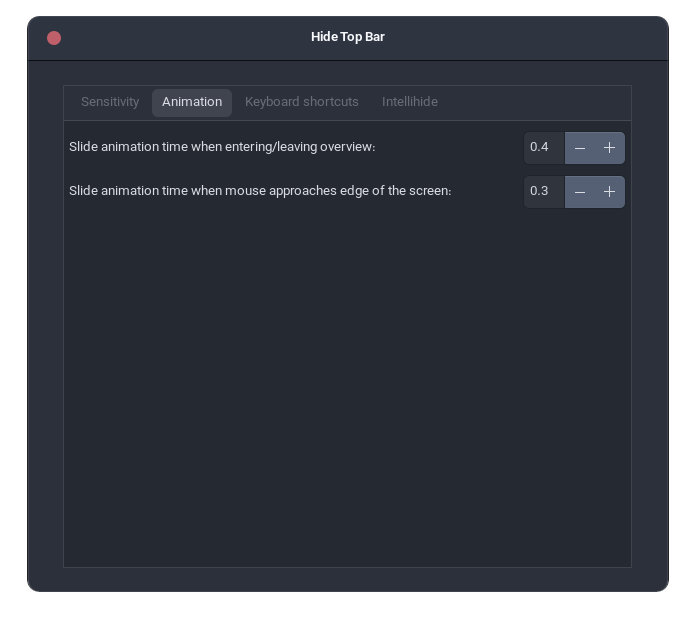 Hide Top Bar
Sensitivity Animation Keyboard shortcuts Intellihide
Slide animation time when entering/leaving overview: 0.4 − +
Slide animation time when mouse approaches edge of the screen: 0.3 − +